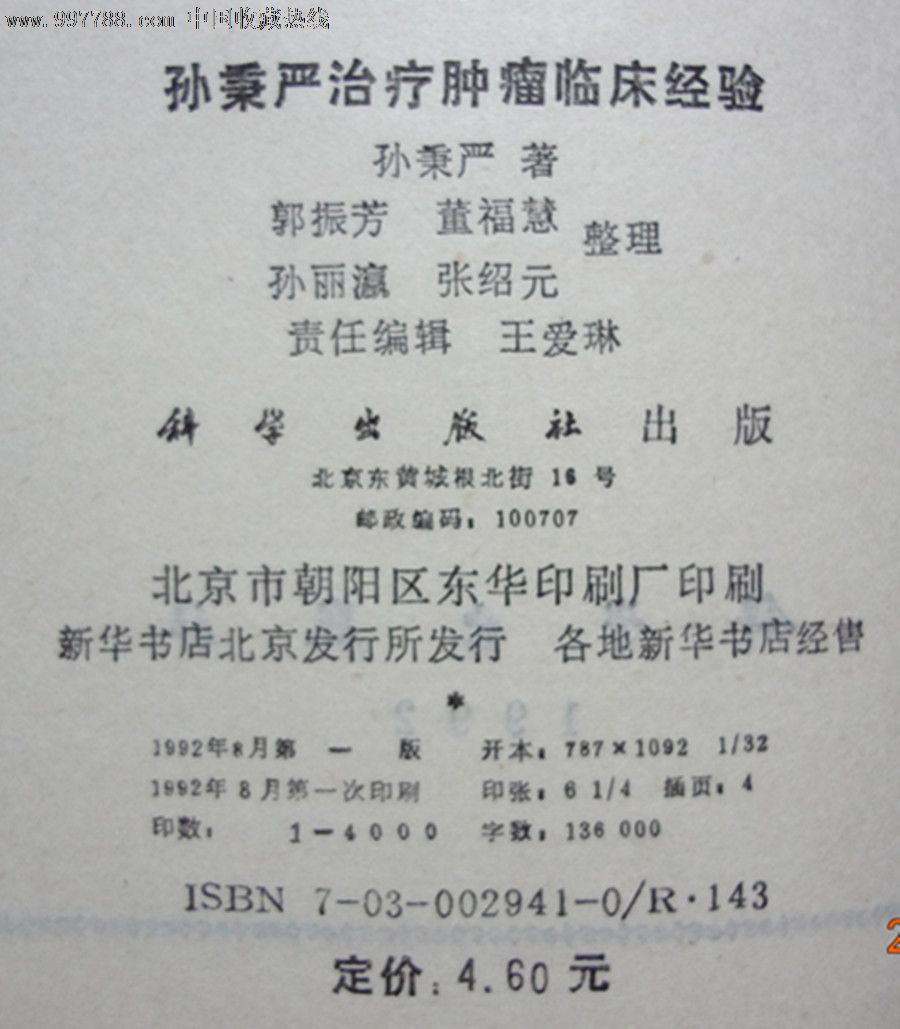 www.997788.com 中国收藏热线
孙秉严治疗肿瘤临床经验
孙秉严 著
郭振芳 董福慧
整理
孙丽瀛 张绍元
责任编辑 王爱琳
科学出版社 出版
北京东黄城根北街 16 号
邮政编码：100707
北京市朝阳区东华印刷厂印刷
新华书店北京发行所发行 各地新华书店经售
*
1992年8月第 一 版 开本：787×1092 1/32
1992年8月第一次印刷 印张：6 1/4 插页：4
印数： 1—4000 字数：136 000
ISBN 7-03-002941-0/R·143
定价：4.60 元